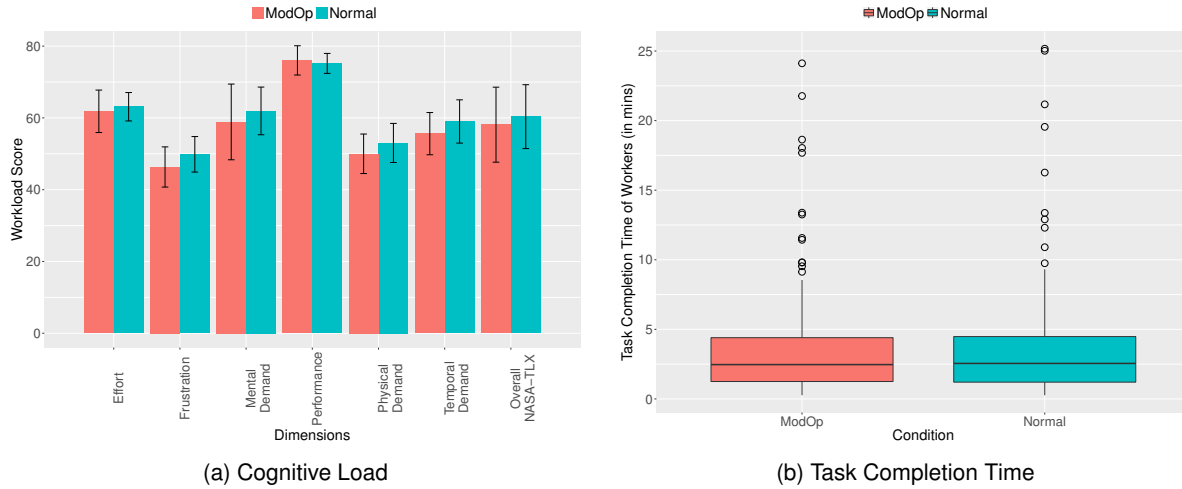 ModOp Normal
Workload Score
80
60
40
20
0
Effort
Frustration
Mental
Demand
Performance
Physical
Demand
Temporal
Demand
Overall
NASA−TLX
Dimensions
(a) Cognitive Load
ModOp Normal
Task Completion Time of Workers (in mins)
25
20
15
10
5
0
ModOp Normal
Condition
(b) Task Completion Time